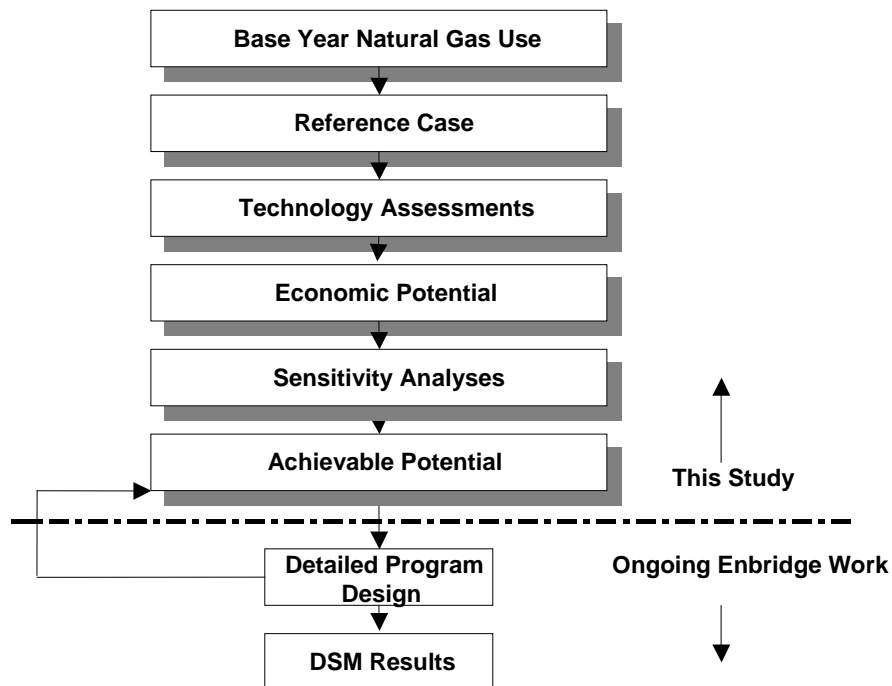 Base Year Natural Gas Use
Reference Case
Technology Assessments
Economic Potential
Sensitivity Analyses
Achievable Potential
This Study
Ongoing Enbridge Work
Detailed Program
Design
DSM Results